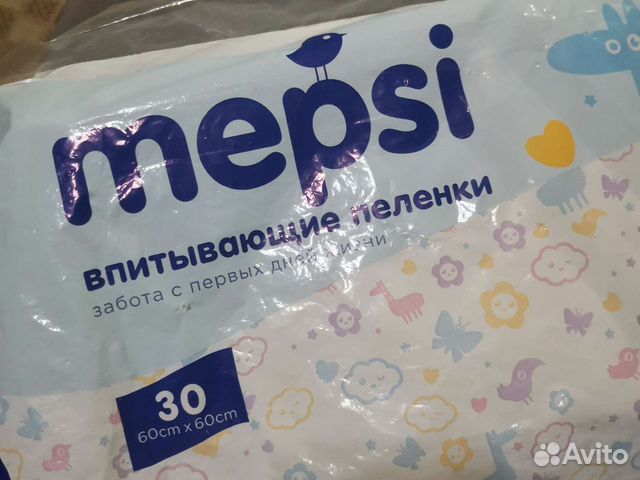 mepsi
впитывающие пеленки
забота с первых дней жизни
30
60cm x 60cm
Avito